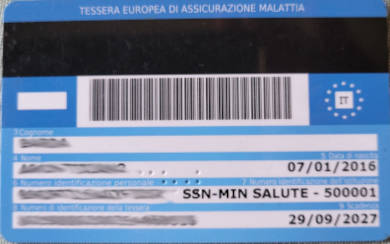 TESSERA EUROPEA DI ASSICURAZIONE MALATTIA
IT
3 Cognome
4 Nome 5 Data di nascita
07/01/2016
6 Numero identificazione personale 7 Numero identificazione dell'istituzione
SSN-MIN SALUTE - 500001
8 Numero di identificazione della tessera 9 Scadenza
29/09/2027